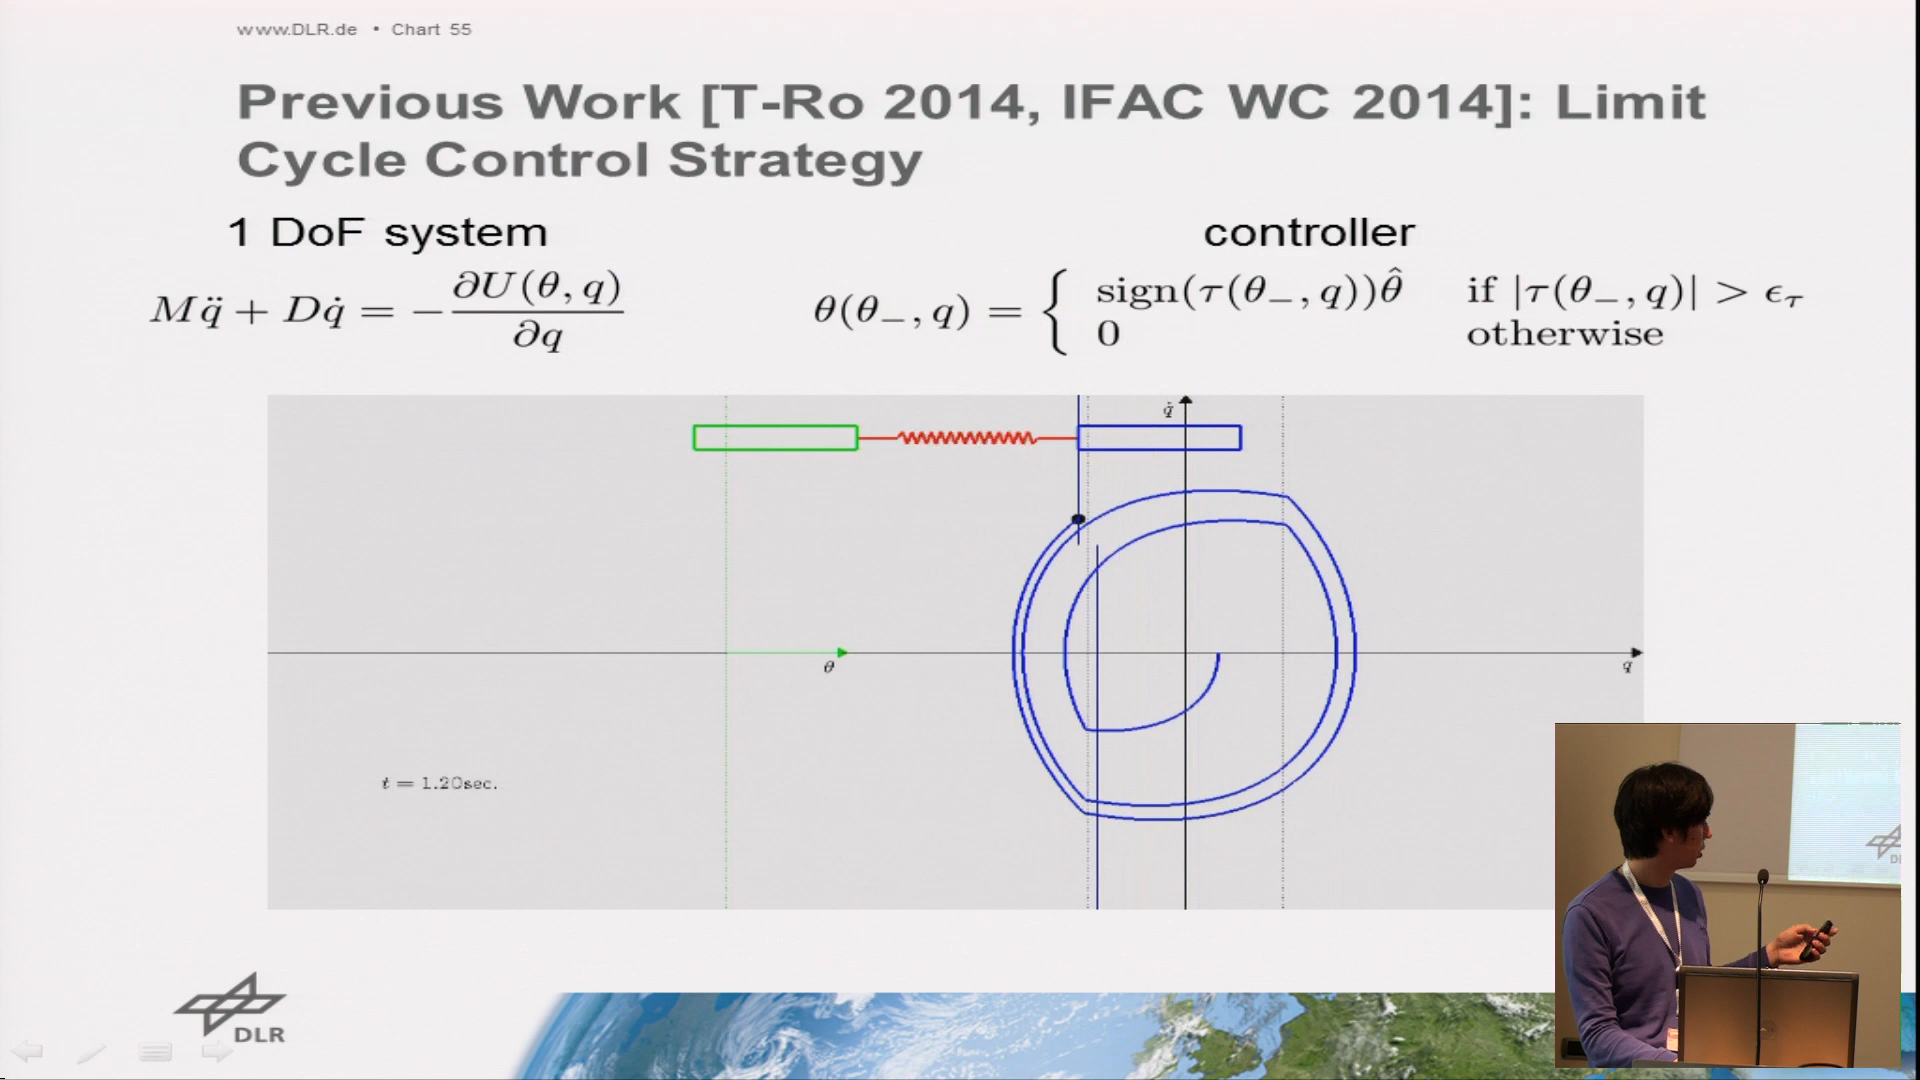 www.DLR.de • Chart 55
Previous Work [T-Ro 2014, IFAC WC 2014]: Limit
Cycle Control Strategy
1 DoF system
controller
Mq̈ + Dq̇ = −∂U(θ, q)/∂q
θ(θ₋, q) = { sign(τ(θ₋, q))θ̂ if |τ(θ₋, q)| > ϵ_τ
0 otherwise
q̇
θ
q
t = 1.20sec.
DLR